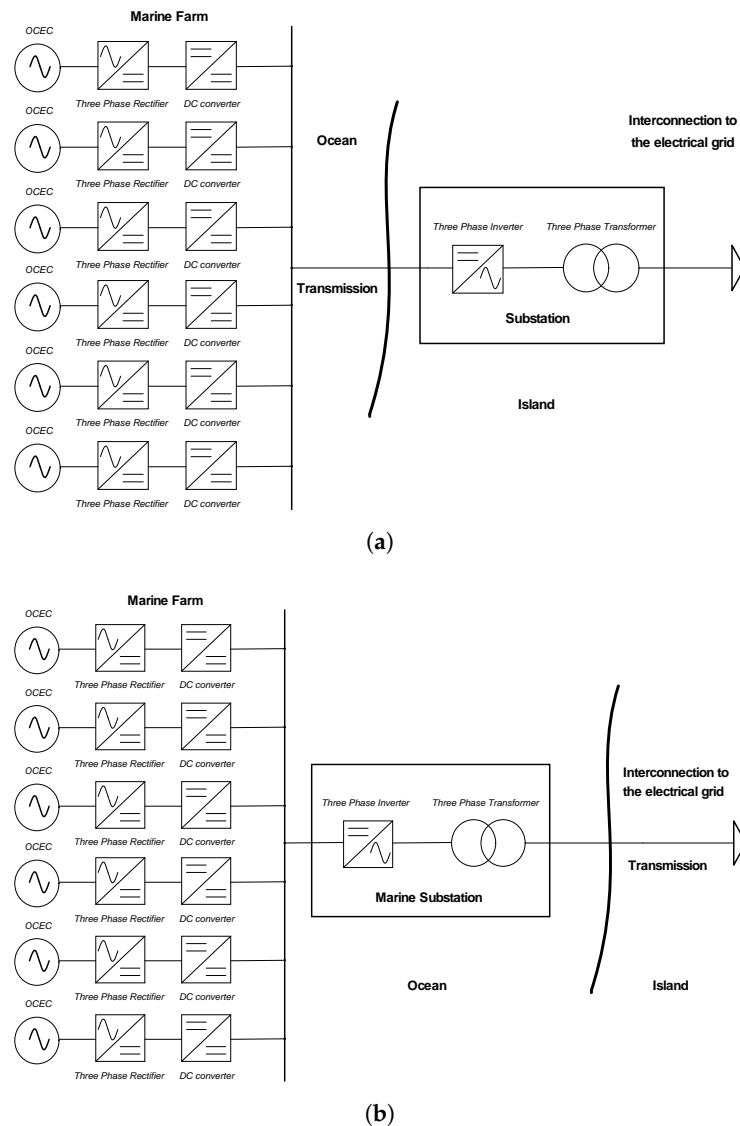 Marine Farm
OCEC
Three Phase Rectifier DC converter
OCEC
Three Phase Rectifier DC converter
OCEC
Three Phase Rectifier DC converter
OCEC
Three Phase Rectifier DC converter
OCEC
Three Phase Rectifier DC converter
OCEC
Three Phase Rectifier DC converter
Ocean
Transmission
Interconnection to
the electrical grid
Three Phase Inverter Three Phase Transformer
Substation
Island
(a)
Marine Farm
OCEC
Three Phase Rectifier DC converter
OCEC
Three Phase Rectifier DC converter
OCEC
Three Phase Rectifier DC converter
OCEC
Three Phase Rectifier DC converter
OCEC
Three Phase Rectifier DC converter
OCEC
Three Phase Rectifier DC converter
Three Phase Inverter Three Phase Transformer
Marine Substation
Ocean
Interconnection to
the electrical grid
Transmission
Island
(b)